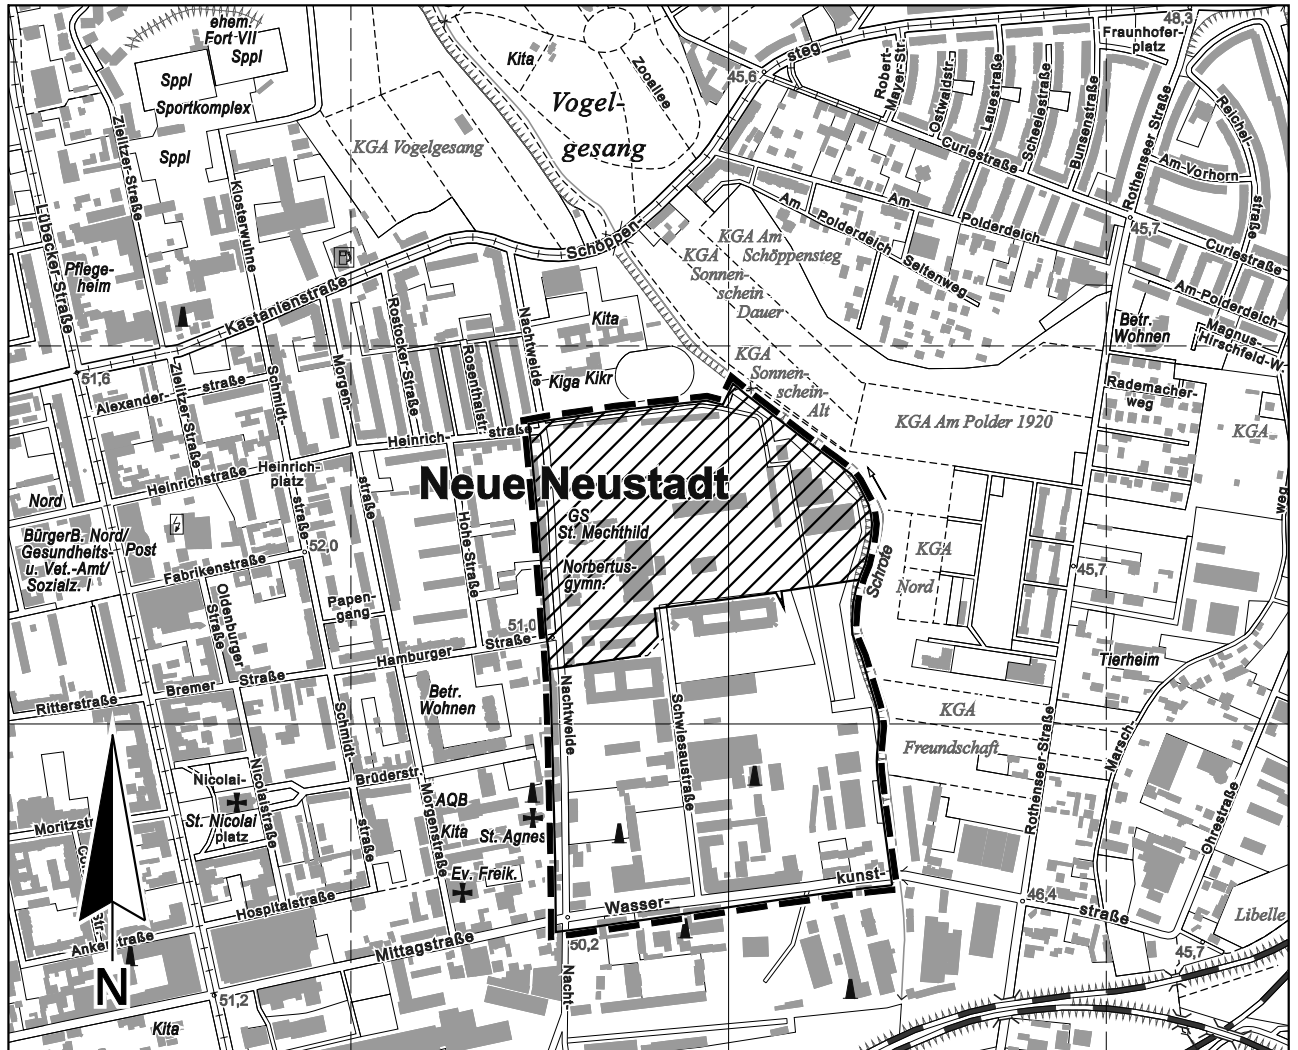 ehem.
Fort VII
Sppl
Sppl
Sportkomplex
Sppl
Kita
Zooallee
Vogel-
gesang
KGA Vogelgesang
45,6
steg
Robert-
Mayer-Str.
Ostwaldstr.
Lauestraße
Scheelestraße
Bunsenstraße
Fraunhofer-
platz
48,3
Rothenseer Straße
Reichel-
straße
Am-Vorhorn
Curiestraße
Zielitzer-Straße
Klosterwuhne
Lübecker-Straße
Pflege-
heim
Kastanienstraße
Schöppen-
KGA Am
Schöppensteg
KGA
Sonnen-
schein
Dauer
Am
Polderdeich
Am
Polderdeich
Seitenweg
45,7
Curiestraße
Am-Polderdeich
Magnus-
Hirschfeld-W.
Betr.
Wohnen
Rademacher-
weg
Kita
Nachtweide
Rostocker-Straße
Rosenthalstr.
Morgen-
straße
Schmidt-
straße
Zielitzer-Straße
51,6
Alexander-
straße
Kiga
Kikr
KGA
Sonnen-
schein-
Alt
KGA Am Polder 1920
KGA
weg
Heinrich-
straße
Heinrichstraße
Heinrich-
platz
Neue Neustadt
GS
St. Mechthild
Norbertus-
gymn.
Nord
BürgerB. Nord/
Gesundheits-
u. Vet.-Amt/
Sozialz. I
Post
52,0
Fabrikenstraße
Hohe-Straße
Oldenburger
Straße
Papen-
gang
51,0
Hamburger
Straße
Schrote
KGA
Nord
45,7
Tierheim
Ritterstraße
Bremer
Straße
Schmidt-
straße
Betr.
Wohnen
Nachtweide
Schwiesaustraße
KGA
Freundschaft
Rothenseer-Straße
Marsch-
Ohrestraße
Nicolai-
St. Nicolai
platz
Nicolaistraße
Brüderstr.
Morgenstraße
AQB
Kita
St. Agnes
Ev. Freik.
Moritzstr
Hospitalstraße
Mittagstraße
Wasser-
kunst-
straße
46,4
45,7
Libelle
50,2
Nacht-
51,2
Kita
N